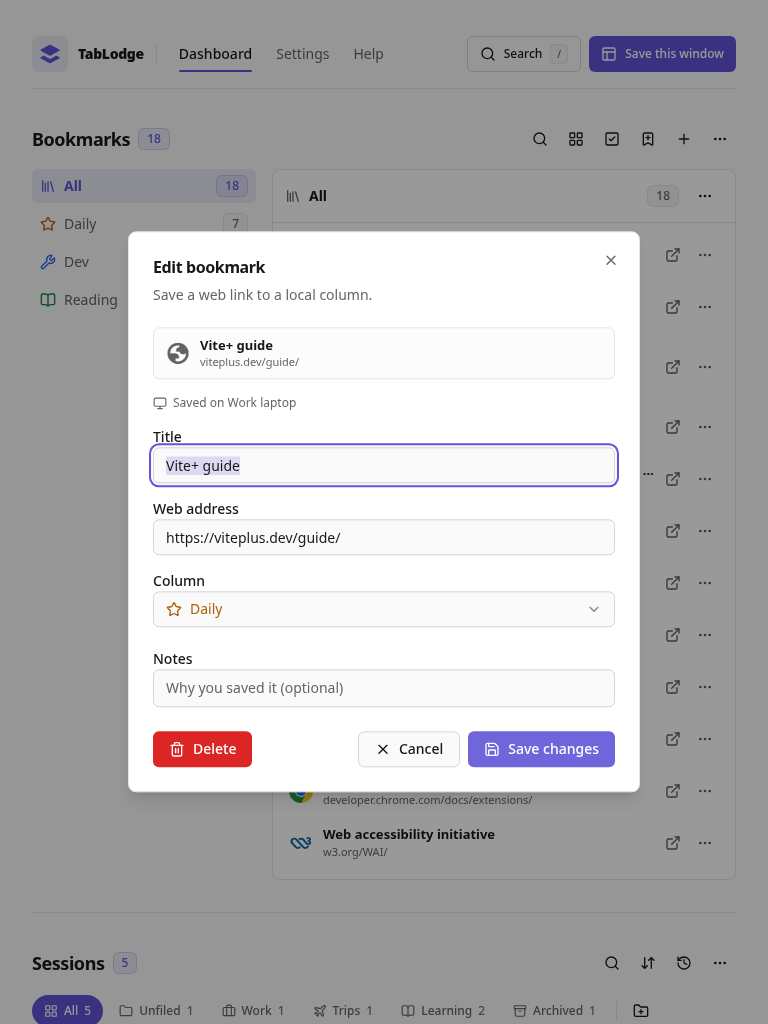 TabLodge
Dashboard
Settings
Help
Search /
Save this window
Bookmarks 18
All 18
Daily 7
Dev
Reading
All 18
Edit bookmark
Save a web link to a local column.
Vite+ guide
viteplus.dev/guide/
Saved on Work laptop
Title
Vite+ guide
Web address
https://viteplus.dev/guide/
Column
Daily
Notes
Why you saved it (optional)
Delete
Cancel
Save changes
developer.chrome.com/docs/extensions/
Web accessibility initiative
w3.org/WAI/
Sessions 5
All 5
Unfiled 1
Work 1
Trips 1
Learning 2
Archived 1